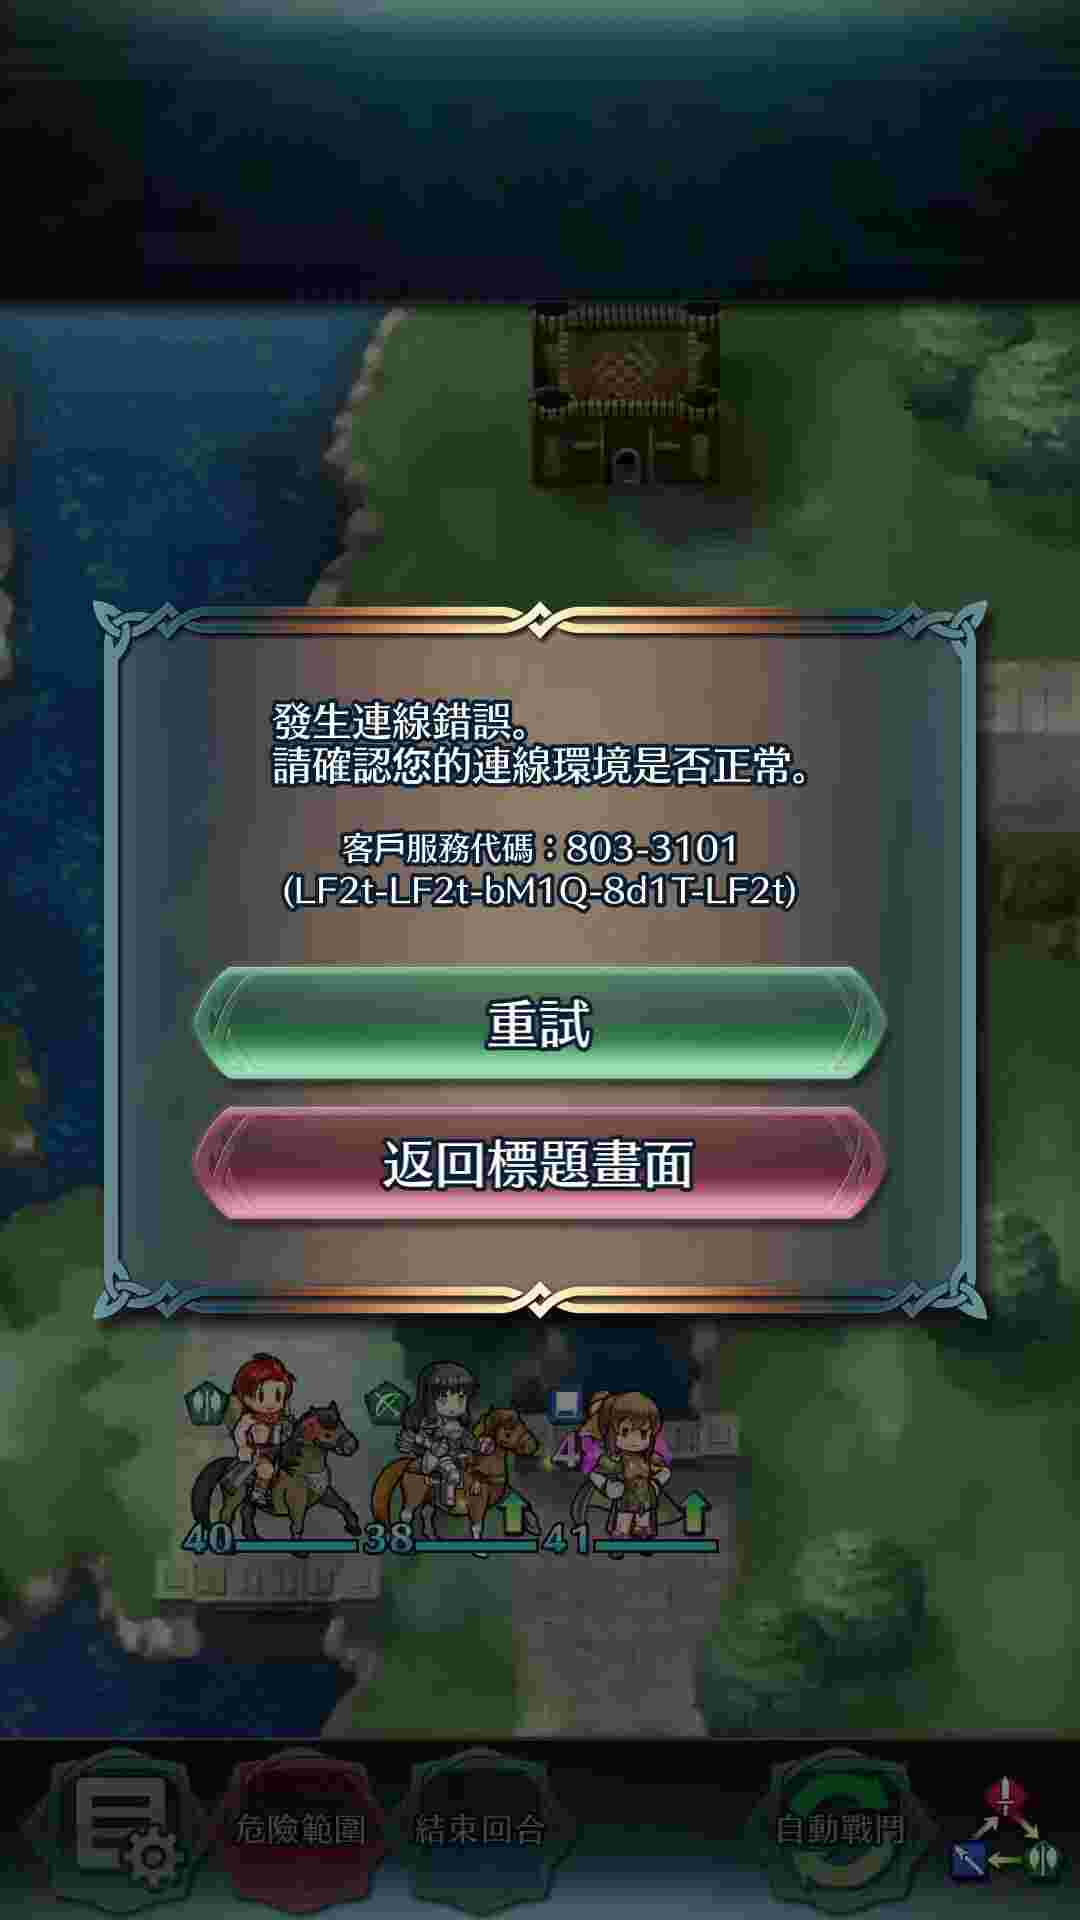 發生連線錯誤。
請確認您的連線環境是否正常。
客戶服務代碼：803-3101
(LF2t-LF2t-bM1Q-8d1T-LF2t)
重試
返回標題畫面
4
40 38 41
危險範圍 結束回合 自動戰鬥